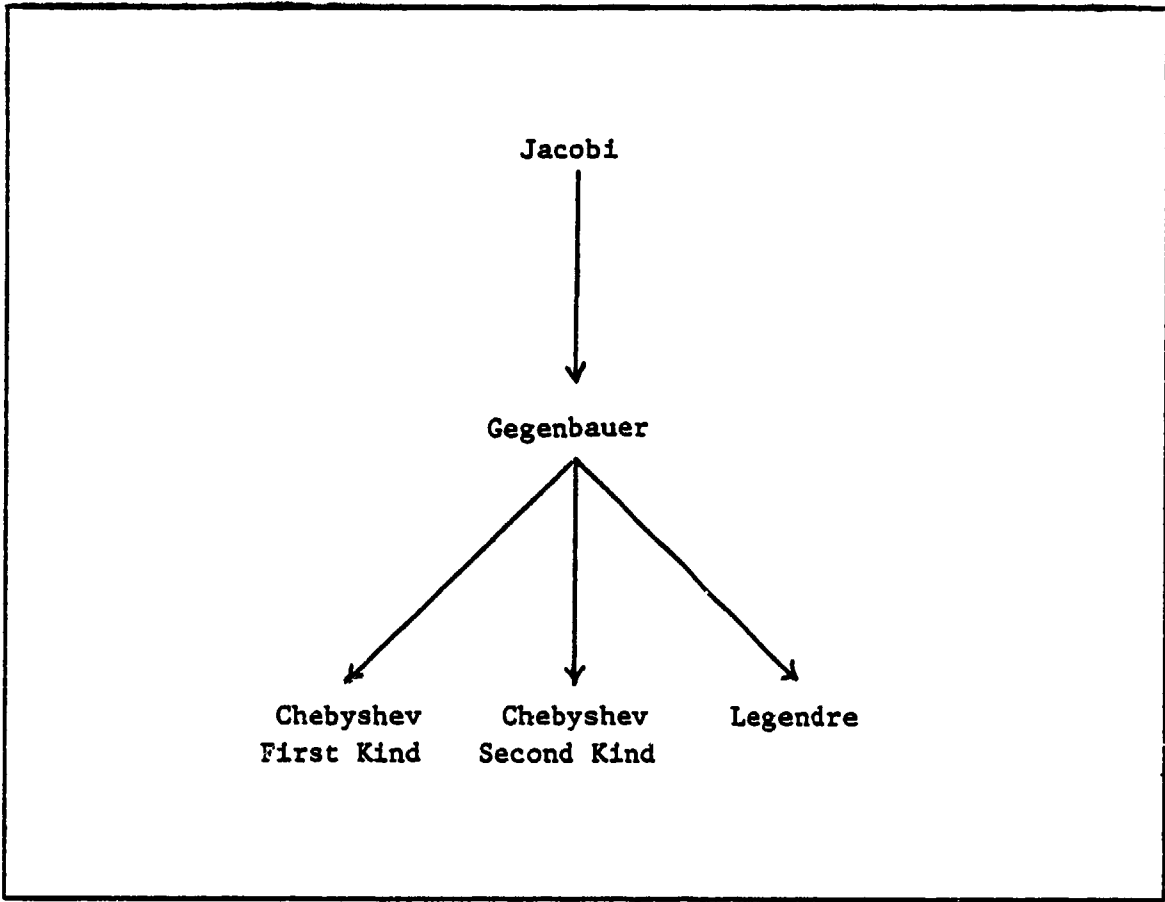 Jacobi
Gegenbauer
Chebyshev
First Kind
Chebyshev
Second Kind
Legendre